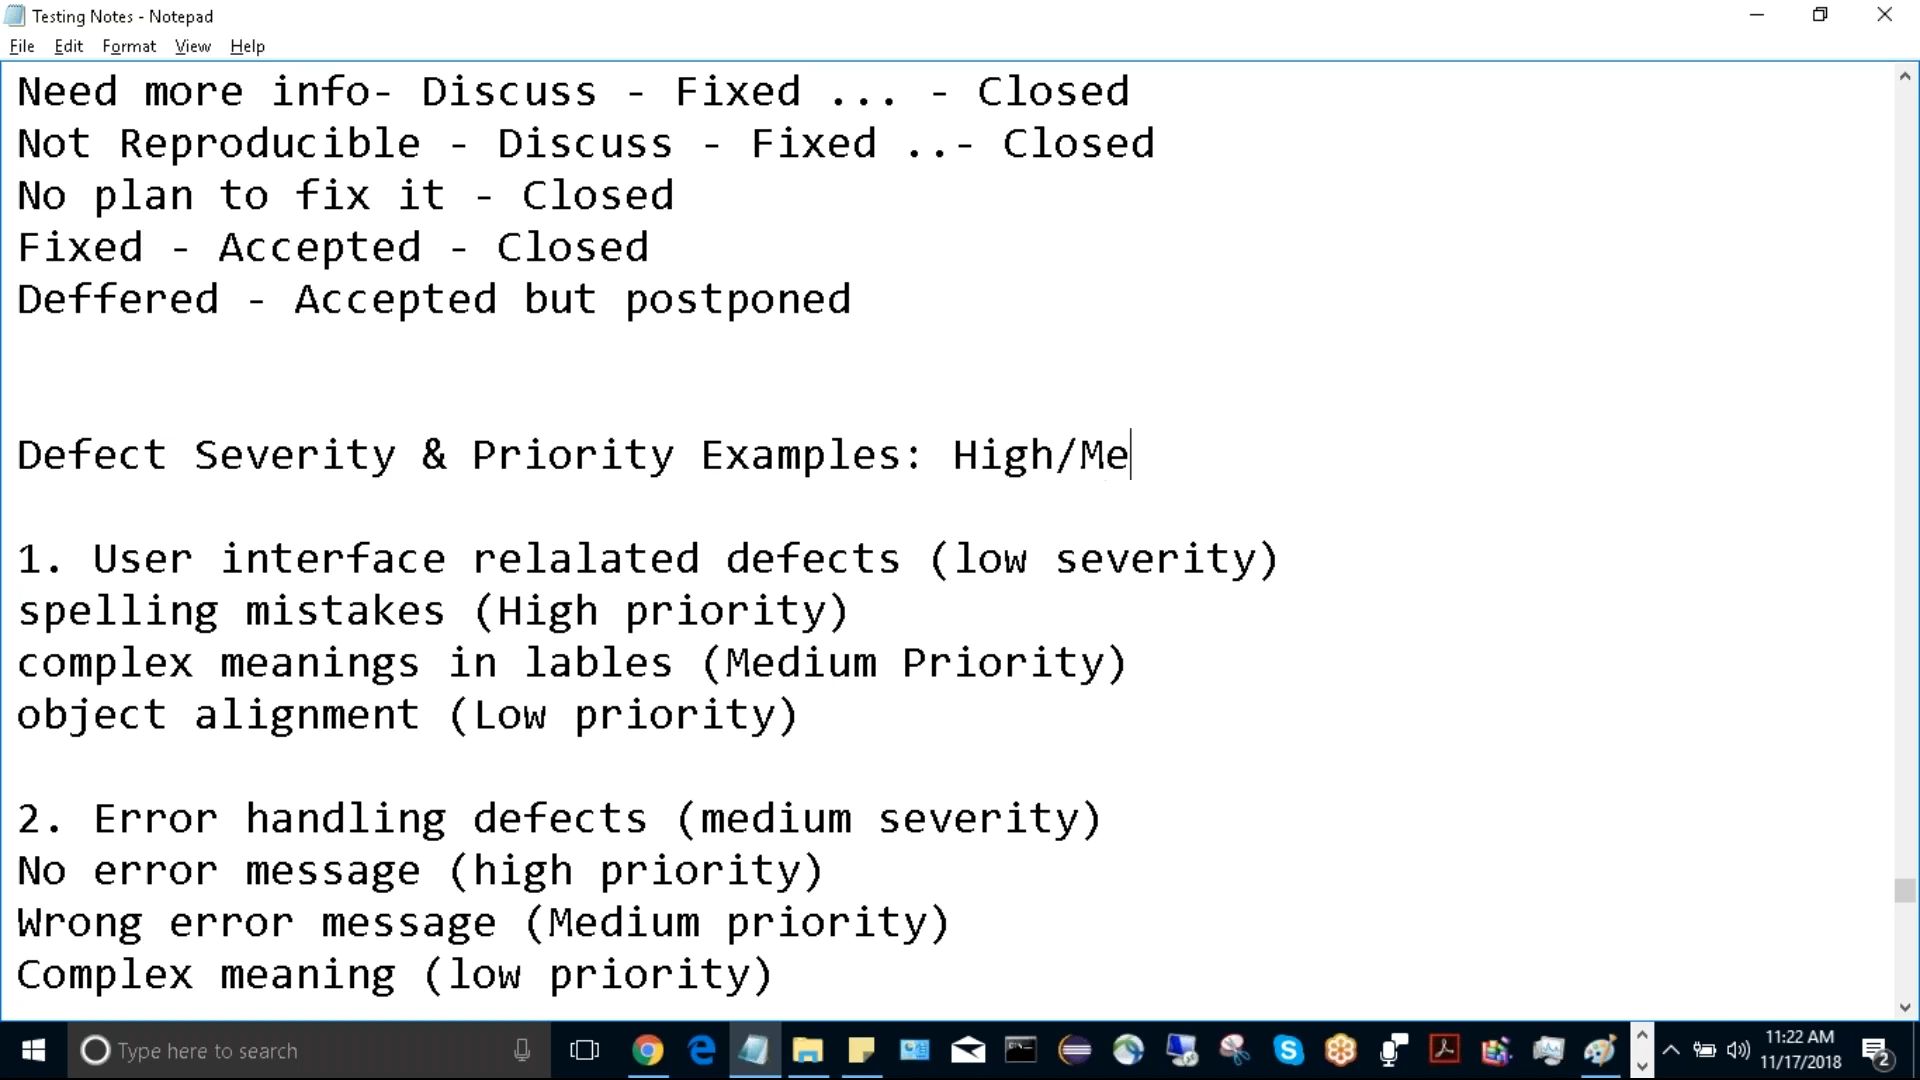 Testing Notes - Notepad
File Edit Format View Help
Need more info- Discuss - Fixed ... - Closed
Not Reproducible - Discuss - Fixed ..- Closed
No plan to fix it - Closed
Fixed - Accepted - Closed
Deffered - Accepted but postponed
Defect Severity & Priority Examples: High/Me
1. User interface relalated defects (low severity)
spelling mistakes (High priority)
complex meanings in lables (Medium Priority)
object alignment (Low priority)
2. Error handling defects (medium severity)
No error message (high priority)
Wrong error message (Medium priority)
Complex meaning (low priority)
Type here to search
11:22 AM
11/17/2018
2